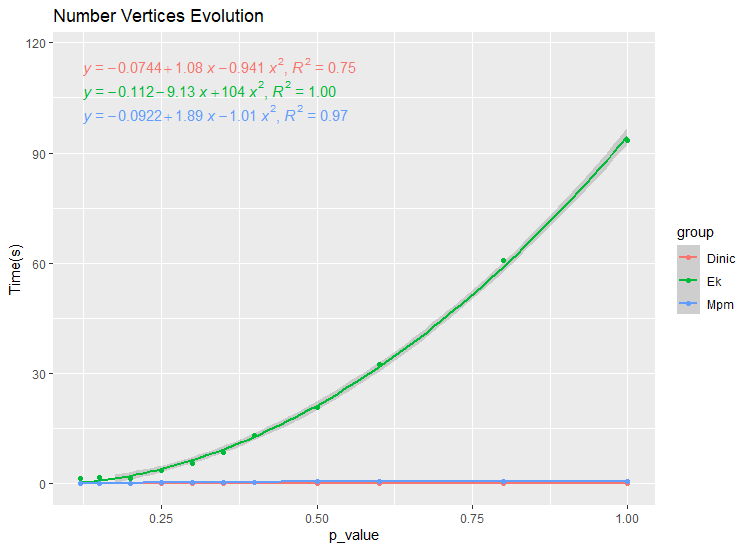 Number Vertices Evolution
120
y = −0.0744 + 1.08 x − 0.941 x², R² = 0.75
y = −0.112 − 9.13 x + 104 x², R² = 1.00
y = −0.0922 + 1.89 x − 1.01 x², R² = 0.97
90
60
30
0
Time(s)
0.25 0.50 0.75 1.00
p_value
group
Dinic
Ek
Mpm